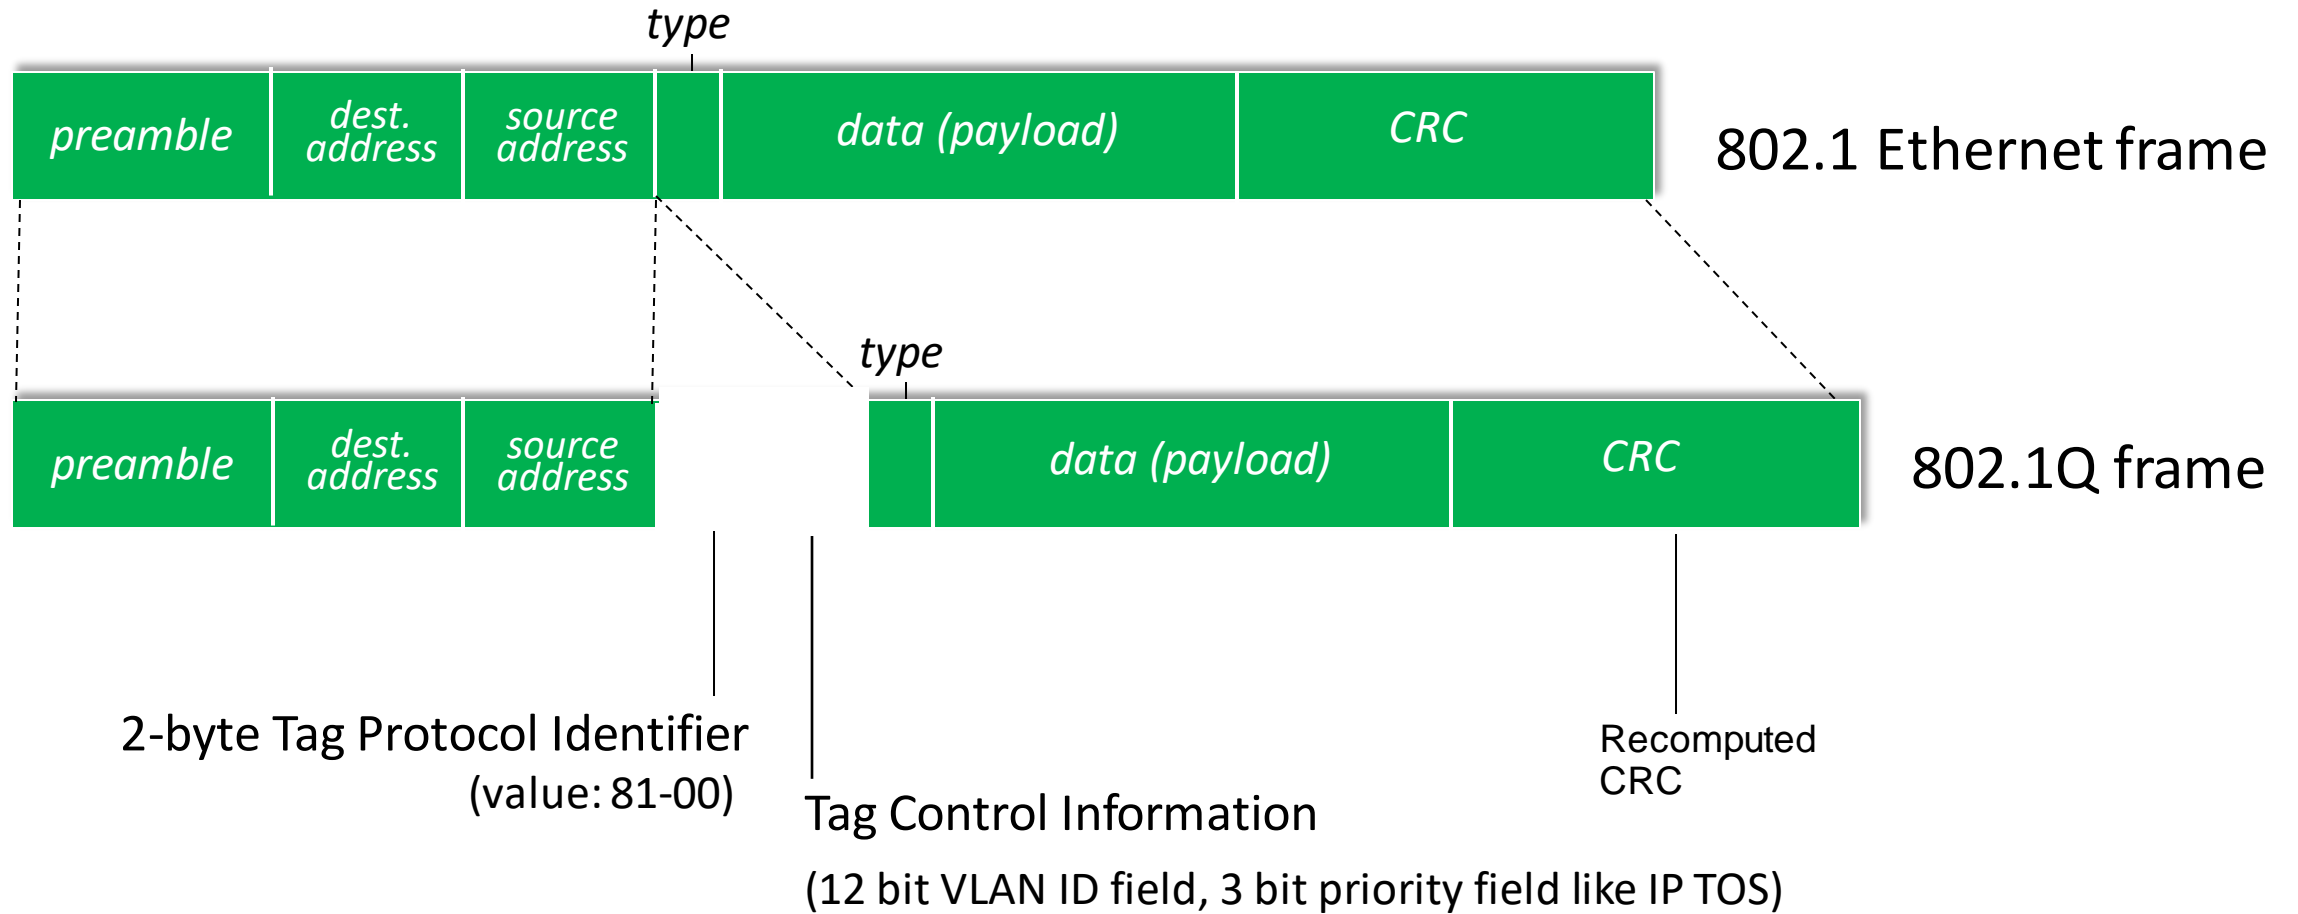 type
preamble
dest.
address
source
address
data (payload)
CRC
802.1 Ethernet frame
type
preamble
dest.
address
source
address
data (payload)
CRC
802.1Q frame
2-byte Tag Protocol Identifier
(value: 81-00)
Recomputed
CRC
Tag Control Information
(12 bit VLAN ID field, 3 bit priority field like IP TOS)